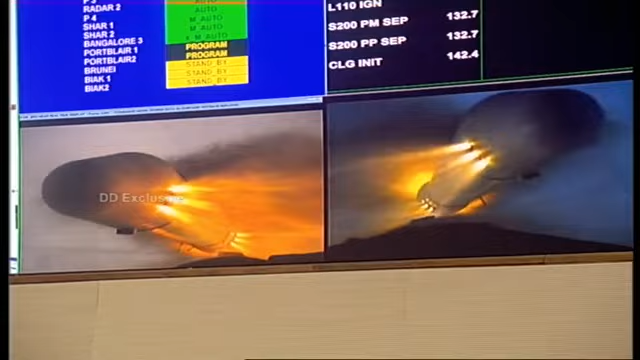 RADAR 2
P 4
SHAR 1
SHAR 2
BANGALORE 3
PORTBLAIR 1
PORTBLAIR2
BRUNEI
BIAK 1
BIAK2
AUTO
M_AUTO
M_AUTO
PROGRAM
PROGRAM
STAND_BY
STAND_BY
STAND_BY
L110 IGN
S200 PM SEP 132.7
S200 PP SEP 132.7
CLG INIT 142.4
DD Exclusive